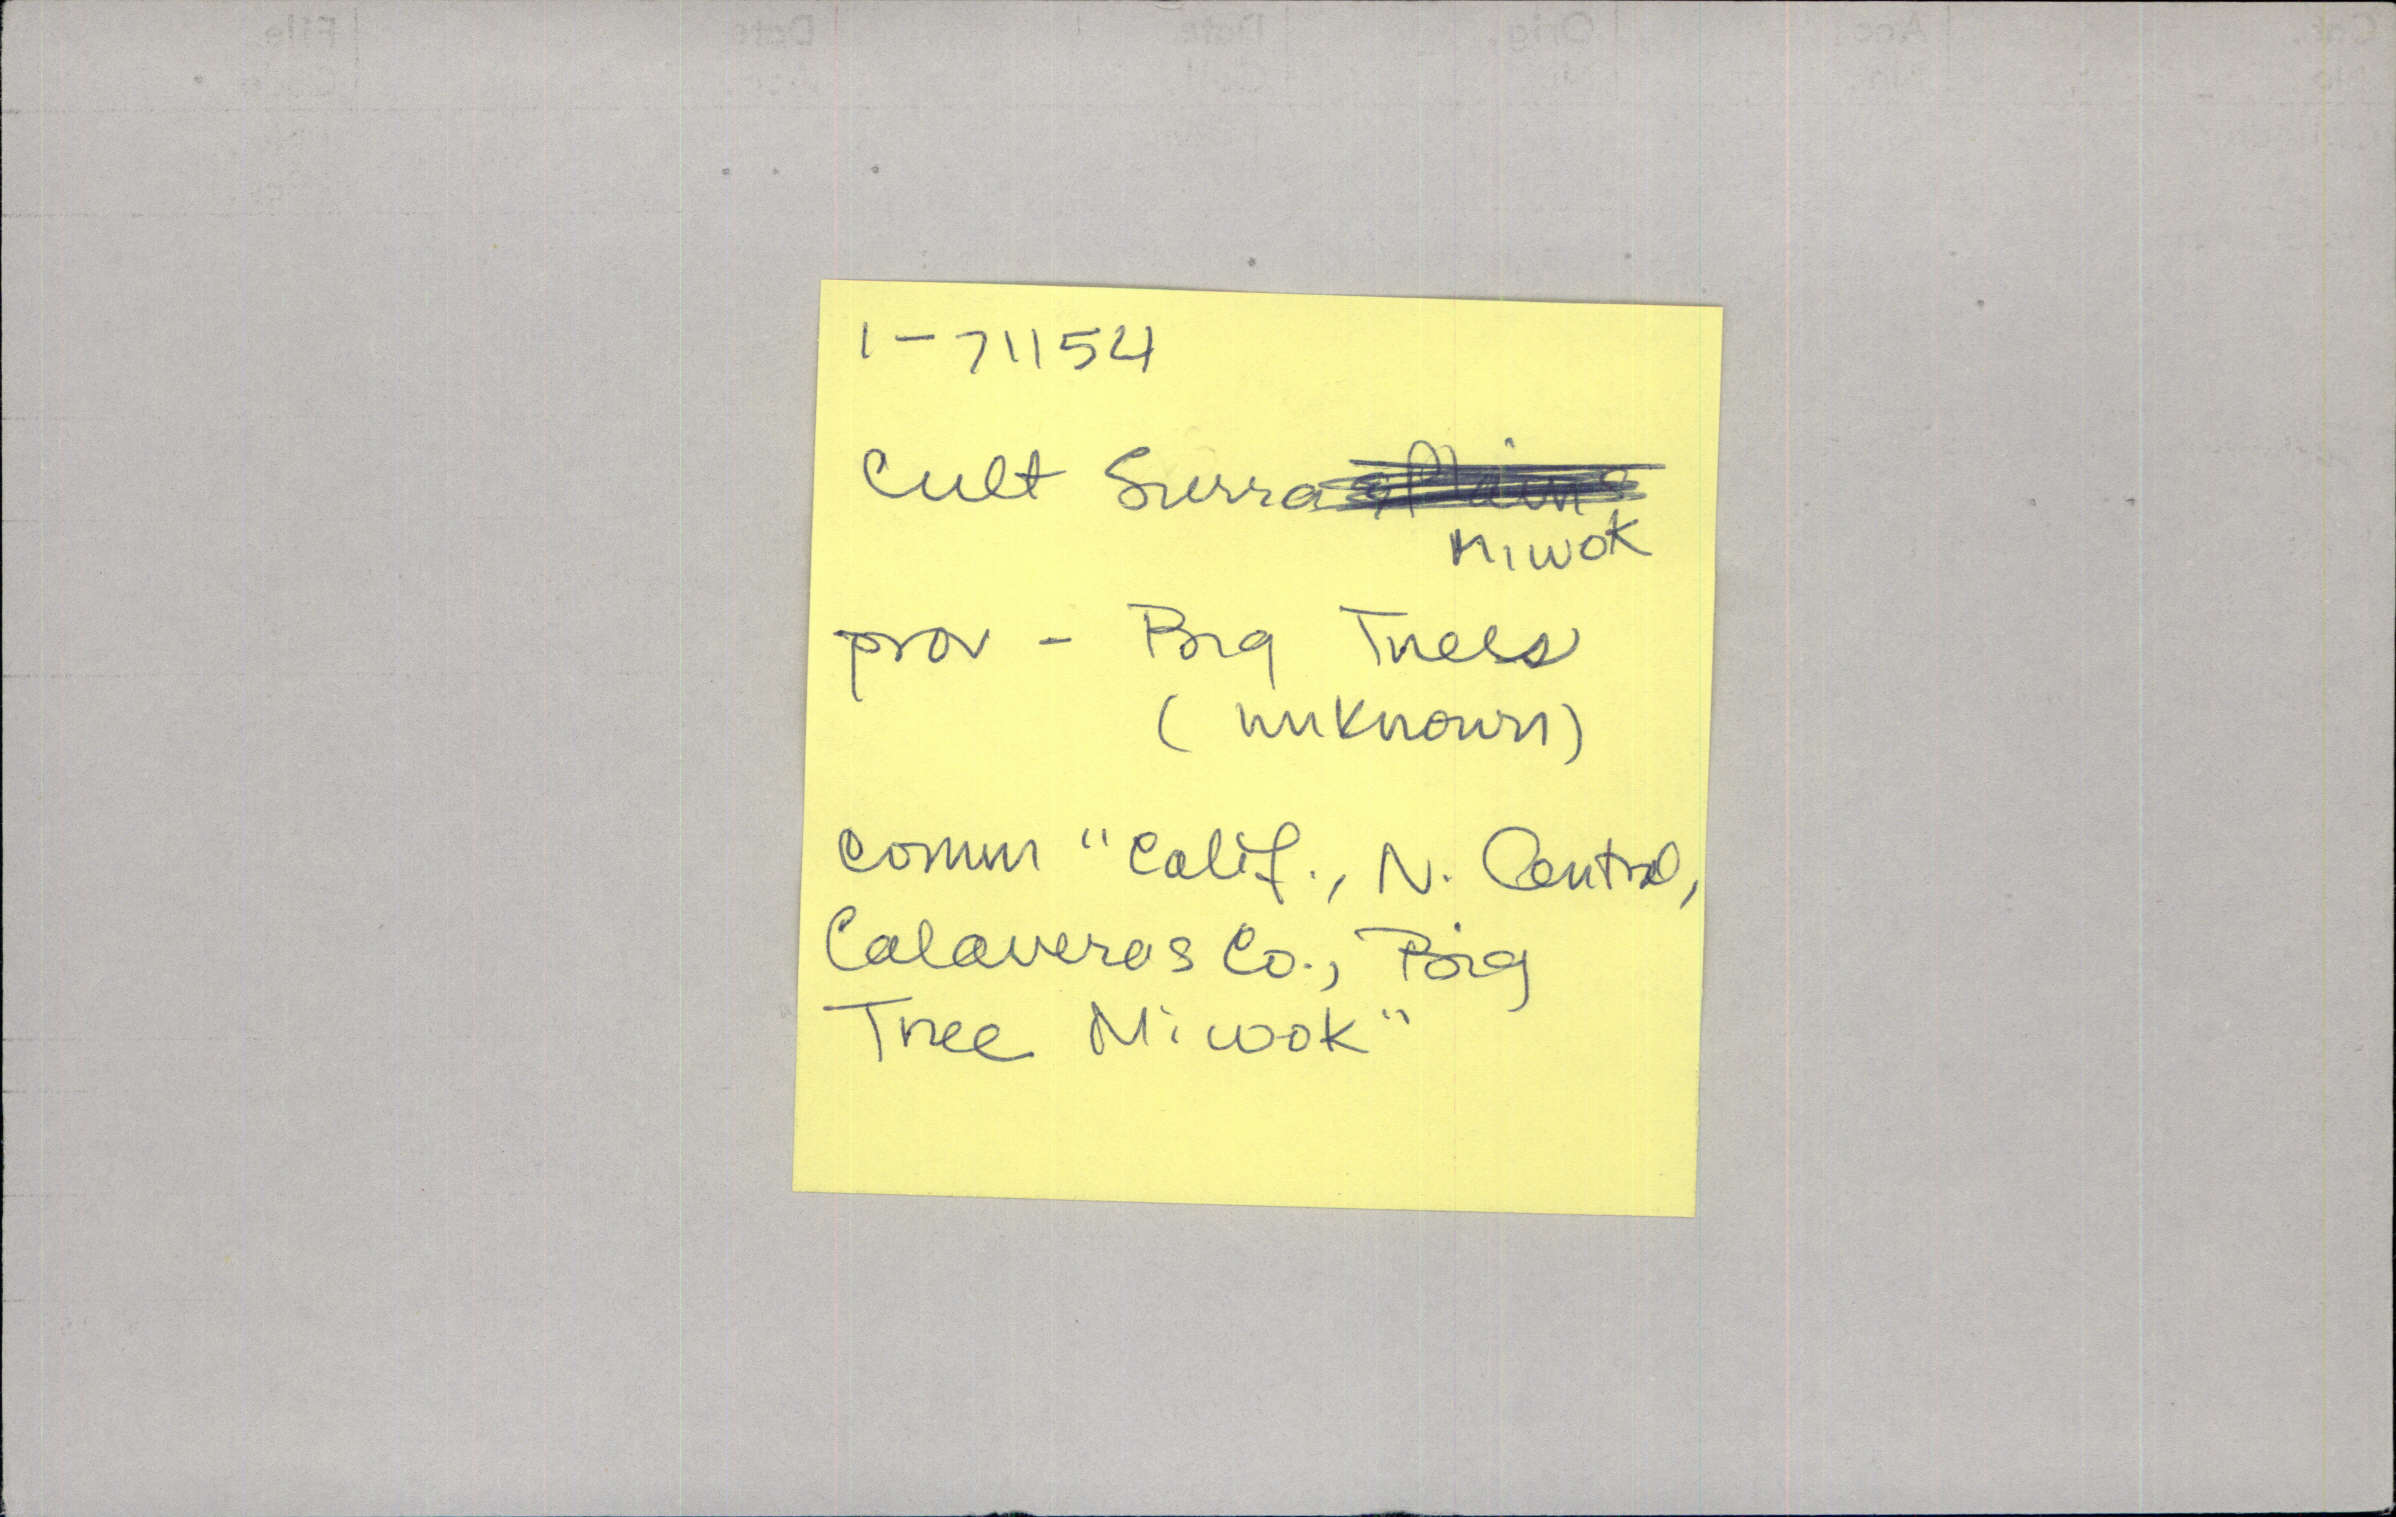 1-71154
Cult Sierra
Miwok
prov - Big Trees
(unknown)
Comm "Calif., N. Central,
Calaveras Co., Big
Tree Miwok"